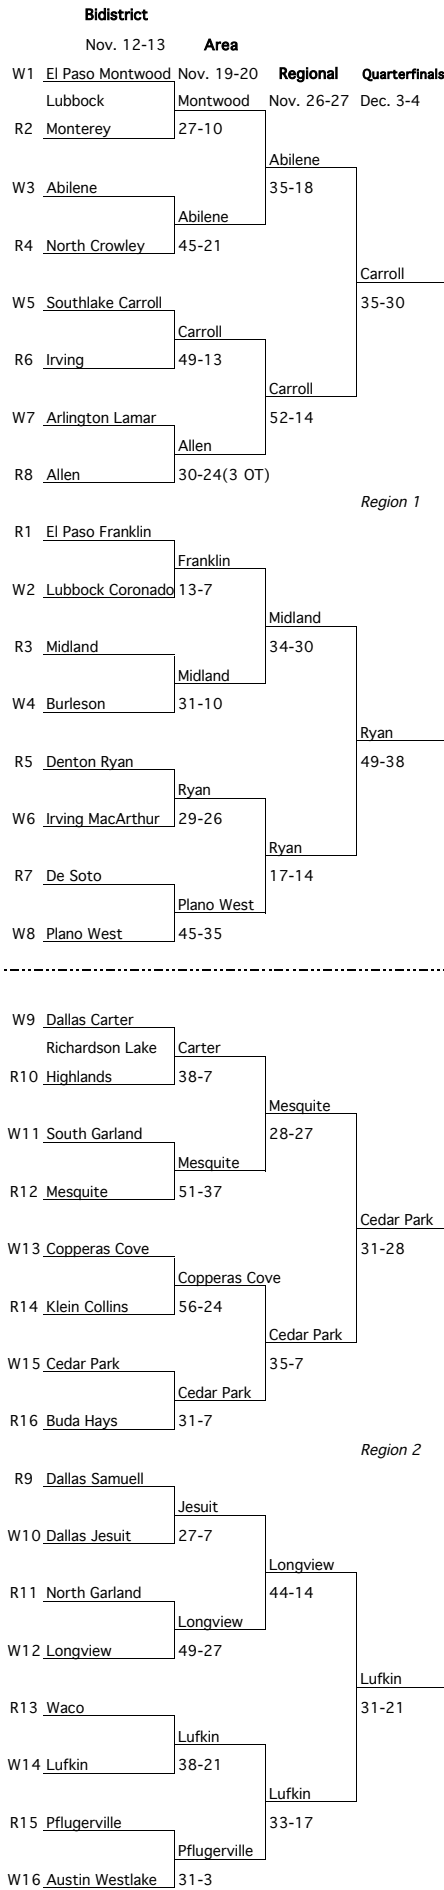 Bidistrict
Nov. 12-13 Area
W1 El Paso Montwood Nov. 19-20 Regional Quarterfinals
Lubbock Montwood Nov. 26-27 Dec. 3-4
R2 Monterey 27-10
Abilene
W3 Abilene 35-18
Abilene
R4 North Crowley 45-21
Carroll
W5 Southlake Carroll 35-30
Carroll
R6 Irving 49-13
Carroll
W7 Arlington Lamar 52-14
Allen
R8 Allen 30-24(3 OT)
Region 1
R1 El Paso Franklin
Franklin
W2 Lubbock Coronado 13-7
Midland
R3 Midland 34-30
Midland
W4 Burleson 31-10
Ryan
R5 Denton Ryan 49-38
Ryan
W6 Irving MacArthur 29-26
Ryan
R7 De Soto 17-14
Plano West
W8 Plano West 45-35
W9 Dallas Carter
Richardson Lake Carter
R10 Highlands 38-7
Mesquite
W11 South Garland 28-27
Mesquite
R12 Mesquite 51-37
Cedar Park
W13 Copperas Cove 31-28
Copperas Cove
R14 Klein Collins 56-24
Cedar Park
W15 Cedar Park 35-7
Cedar Park
R16 Buda Hays 31-7
Region 2
R9 Dallas Samuell
Jesuit
W10 Dallas Jesuit 27-7
Longview
R11 North Garland 44-14
Longview
W12 Longview 49-27
Lufkin
R13 Waco 31-21
Lufkin
W14 Lufkin 38-21
Lufkin
R15 Pflugerville 33-17
Pflugerville
W16 Austin Westlake 31-3